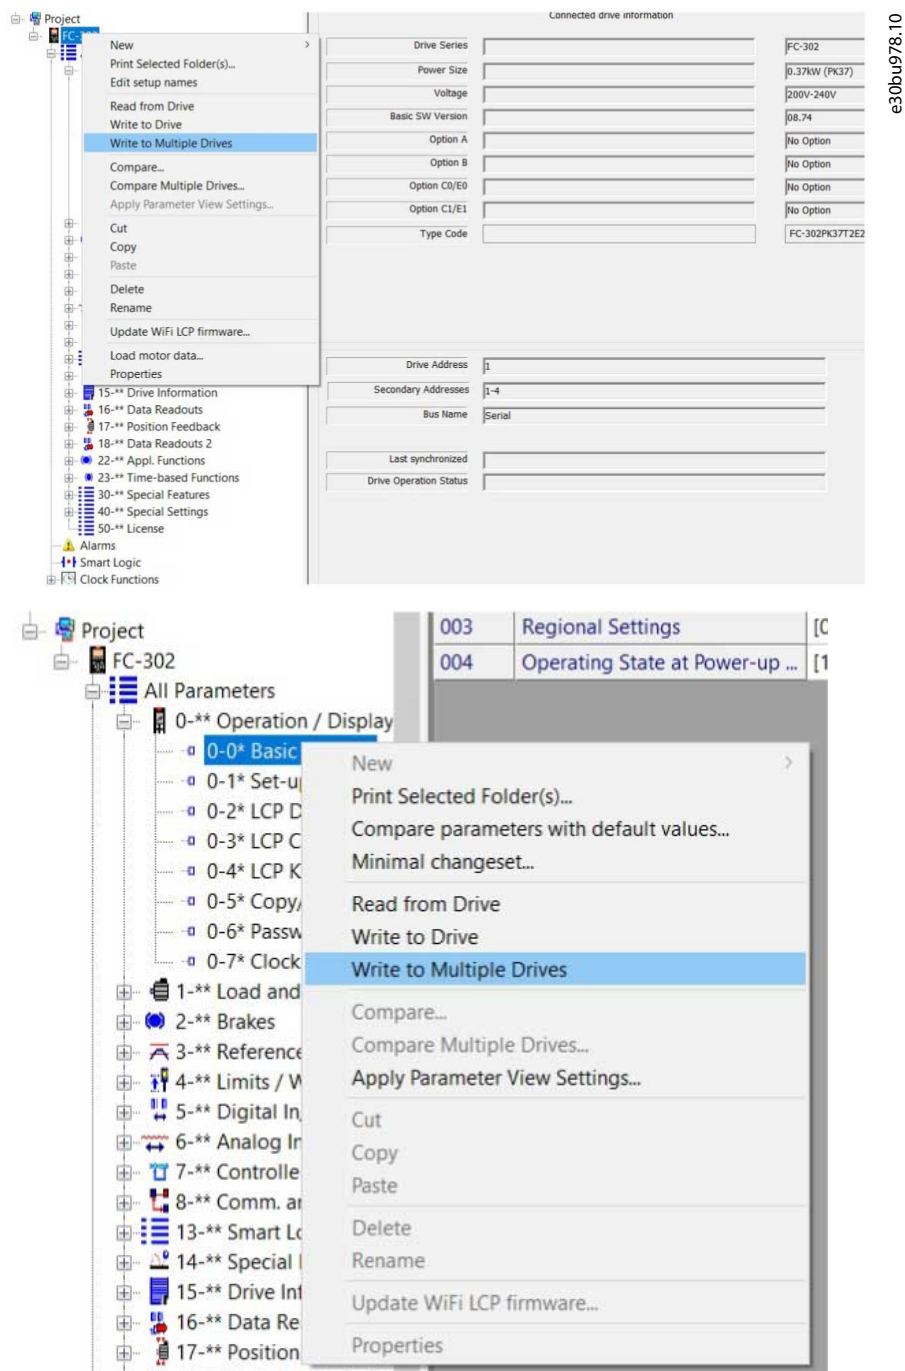 Project
Connected drive information
e30bu978.10
FC-302
New
Print Selected Folder(s)...
Edit setup names
Read from Drive
Write to Drive
Write to Multiple Drives
Compare...
Compare Multiple Drives...
Apply Parameter View Settings...
Cut
Copy
Paste
Delete
Rename
Update WiFi LCP firmware...
Load motor data...
Properties
15-** Drive Information
16-** Data Readouts
17-** Position Feedback
18-** Data Readouts 2
22-** Appl. Functions
23-** Time-based Functions
30-** Special Features
40-** Special Settings
50-** License
Alarms
Smart Logic
Clock Functions
Drive Series FC-302
Power Size 0.37kW (PK37)
Voltage 200V-240V
Basic SW Version 08.74
Option A No Option
Option B No Option
Option C0/E0 No Option
Option C1/E1 No Option
Type Code FC-302PK37T2E2
Drive Address 1
Secondary Addresses 1-4
Bus Name Serial
Last synchronized
Drive Operation Status
Project
FC-302
All Parameters
0-** Operation / Display
0-0* Basic
0-1* Set-u
0-2* LCP D
0-3* LCP C
0-4* LCP K
0-5* Copy/
0-6* Passw
0-7* Clock
1-** Load and
2-** Brakes
3-** Reference
4-** Limits / W
5-** Digital In
6-** Analog In
7-** Controlle
8-** Comm. a
13-** Smart Lo
14-** Special
15-** Drive Inf
16-** Data Re
17-** Position
003 Regional Settings [0
004 Operating State at Power-up ... [1
New
Print Selected Folder(s)...
Compare parameters with default values...
Minimal changeset...
Read from Drive
Write to Drive
Write to Multiple Drives
Compare...
Compare Multiple Drives...
Apply Parameter View Settings...
Cut
Copy
Paste
Delete
Rename
Update WiFi LCP firmware...
Properties